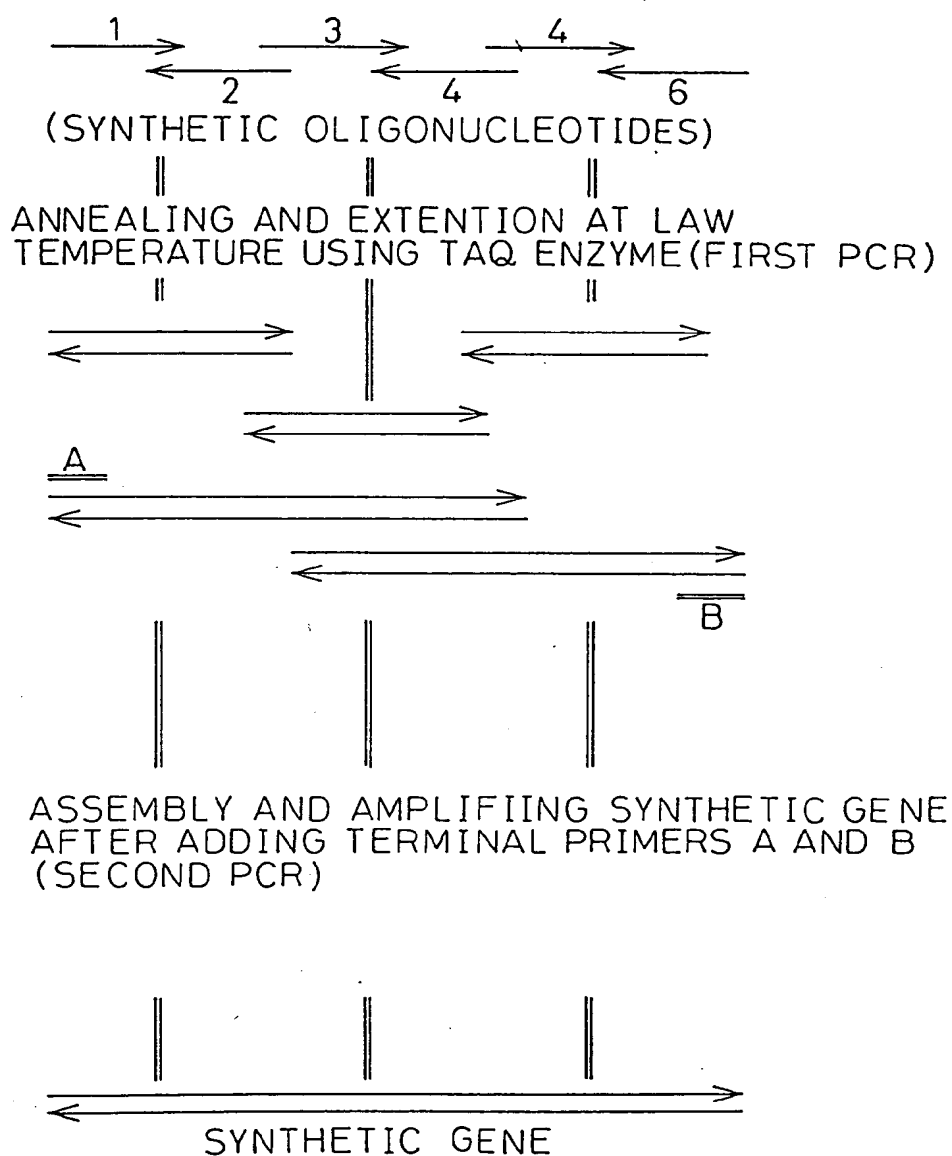 1 3 4
2 4 6
(SYNTHETIC OLIGONUCLEOTIDES)
ANNEALING AND EXTENTION AT LAW
TEMPERATURE USING TAQ ENZYME(FIRST PCR)
A
B
ASSEMBLY AND AMPLIFIING SYNTHETIC GENE
AFTER ADDING TERMINAL PRIMERS A AND B
(SECOND PCR)
SYNTHETIC GENE